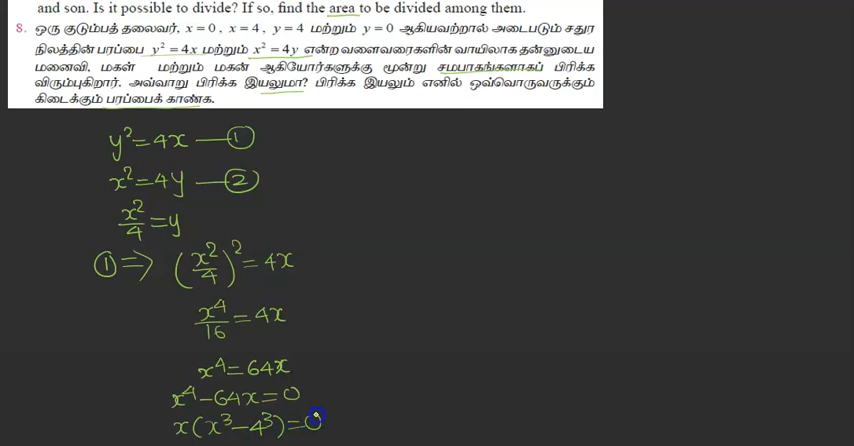 and son. Is it possible to divide? If so, find the area to be divided among them.
8. ஒரு குடும்பத் தலைவர், x = 0 , x = 4 , y = 4 மற்றும் y = 0 ஆகியவற்றால் அடைபடும் சதுர
நிலத்தின் பரப்பை y² = 4x மற்றும் x² = 4y என்ற வளைவரைகளின் வாயிலாக தன்னுடைய
மனைவி, மகள் மற்றும் மகன் ஆகியோர்களுக்கு மூன்று சமபாகங்களாகப் பிரிக்க
விரும்புகிறார். அவ்வாறு பிரிக்க இயலுமா? பிரிக்க இயலும் எனில் ஒவ்வொருவருக்கும்
கிடைக்கும் பரப்பைக் காண்க.
y² = 4x — ①
x² = 4y — ②
x²/4 = y
① ⇒ (x²/4)² = 4x
x⁴/16 = 4x
x⁴ = 64x
x⁴ - 64x = 0
x(x³ - 4³) = 0